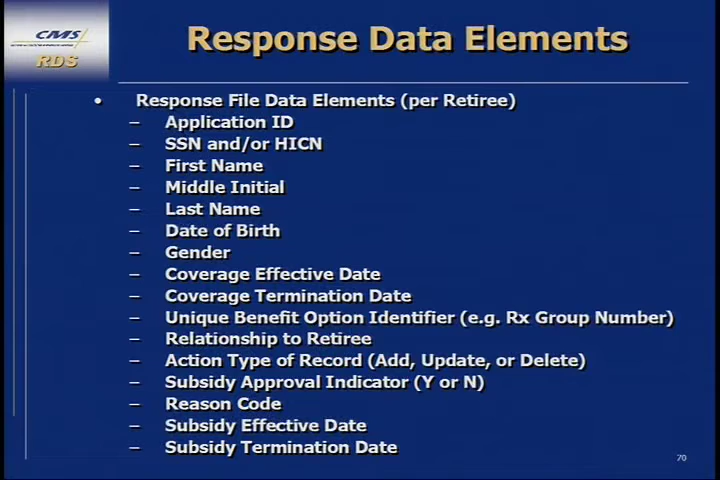 CMS
RDS
Response Data Elements
• Response File Data Elements (per Retiree)
– Application ID
– SSN and/or HICN
– First Name
– Middle Initial
– Last Name
– Date of Birth
– Gender
– Coverage Effective Date
– Coverage Termination Date
– Unique Benefit Option Identifier (e.g. Rx Group Number)
– Relationship to Retiree
– Action Type of Record (Add, Update, or Delete)
– Subsidy Approval Indicator (Y or N)
– Reason Code
– Subsidy Effective Date
– Subsidy Termination Date
70